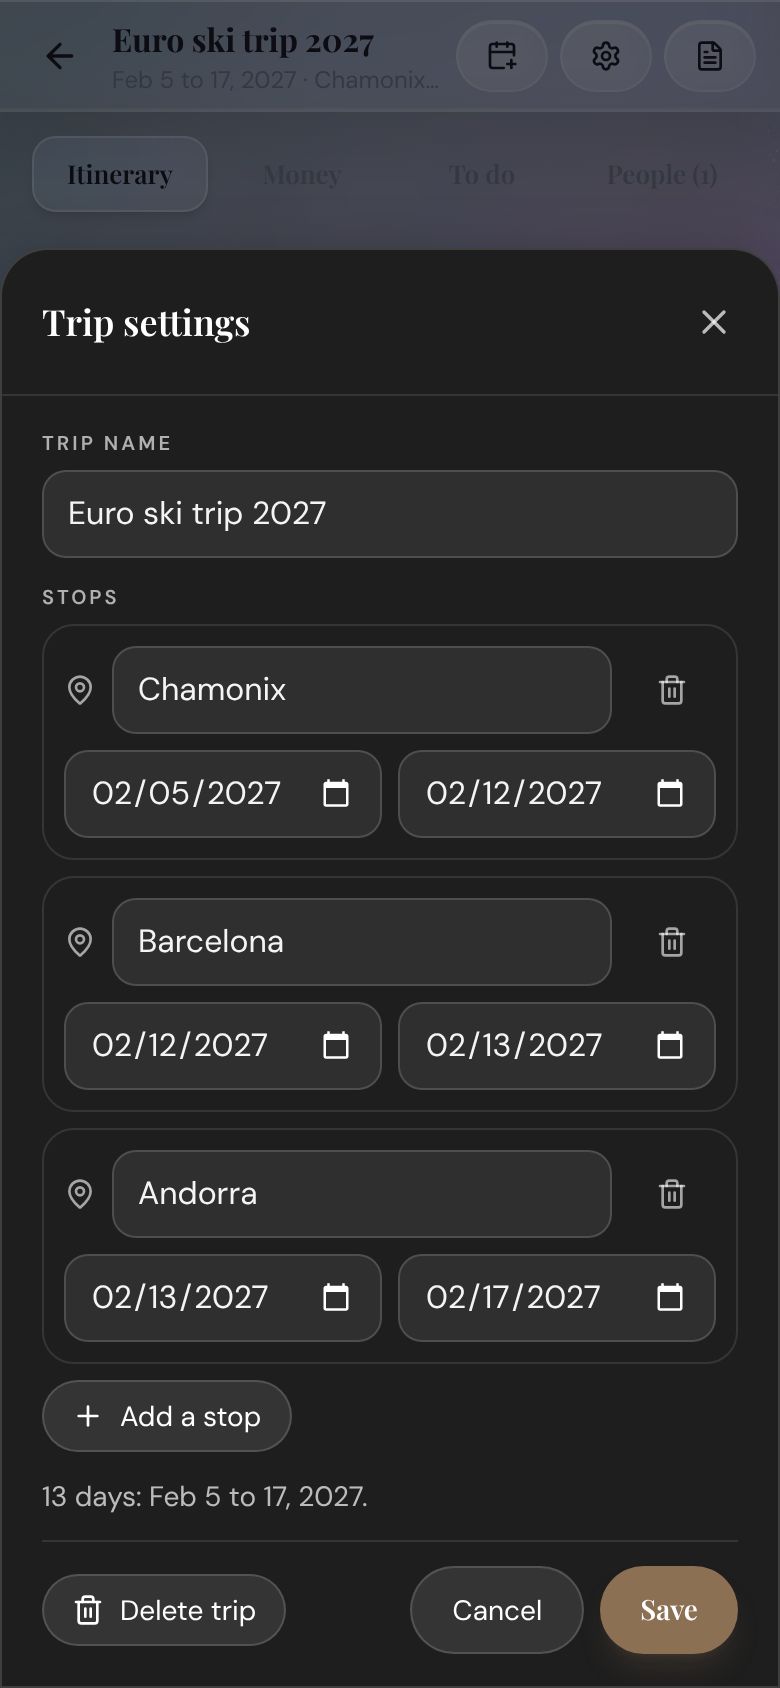 Euro ski trip 2027
Feb 5 to 17, 2027 · Chamonix…
Itinerary
Money
To do
People (1)
Trip settings
TRIP NAME
Euro ski trip 2027
STOPS
Chamonix
02/05/2027
02/12/2027
Barcelona
02/12/2027
02/13/2027
Andorra
02/13/2027
02/17/2027
Add a stop
13 days: Feb 5 to 17, 2027.
Delete trip
Cancel
Save